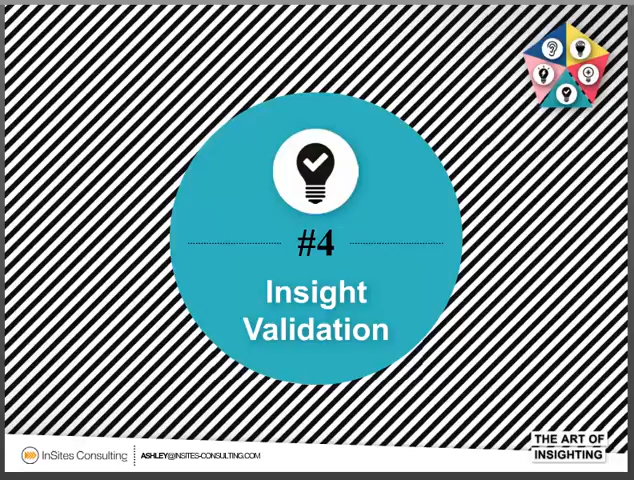 #4
Insight
Validation
InSites Consulting
ASHLEY@INSITES-CONSULTING.COM
THE ART OF
INSIGHTING